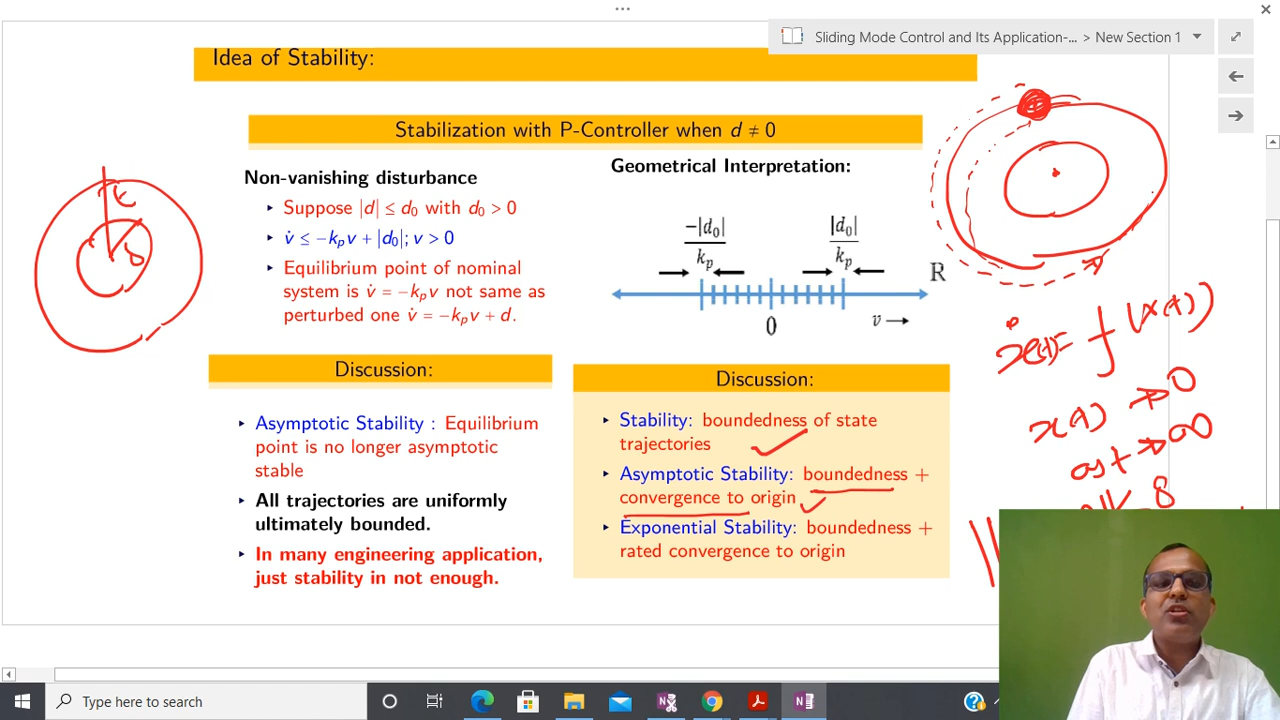 ...
Sliding Mode Control and Its Application-... > New Section 1
Idea of Stability:
Stabilization with P-Controller when d ≠ 0
Non-vanishing disturbance
Suppose |d| ≤ d₀ with d₀ > 0
v̇ ≤ −kₚv + |d₀|; v > 0
Equilibrium point of nominal
system is v̇ = −kₚv not same as
perturbed one v̇ = −kₚv + d.
Geometrical Interpretation:
−|d₀|/kₚ |d₀|/kₚ
R
0 v →
Discussion:
Asymptotic Stability : Equilibrium
point is no longer asymptotic
stable
All trajectories are uniformly
ultimately bounded.
In many engineering application,
just stability in not enough.
Discussion:
Stability: boundedness of state
trajectories
Asymptotic Stability: boundedness +
convergence to origin
Exponential Stability: boundedness +
rated convergence to origin
ε
δ
ẋ(t) = f(x(t))
x(t) → 0
as t → ∞
Type here to search